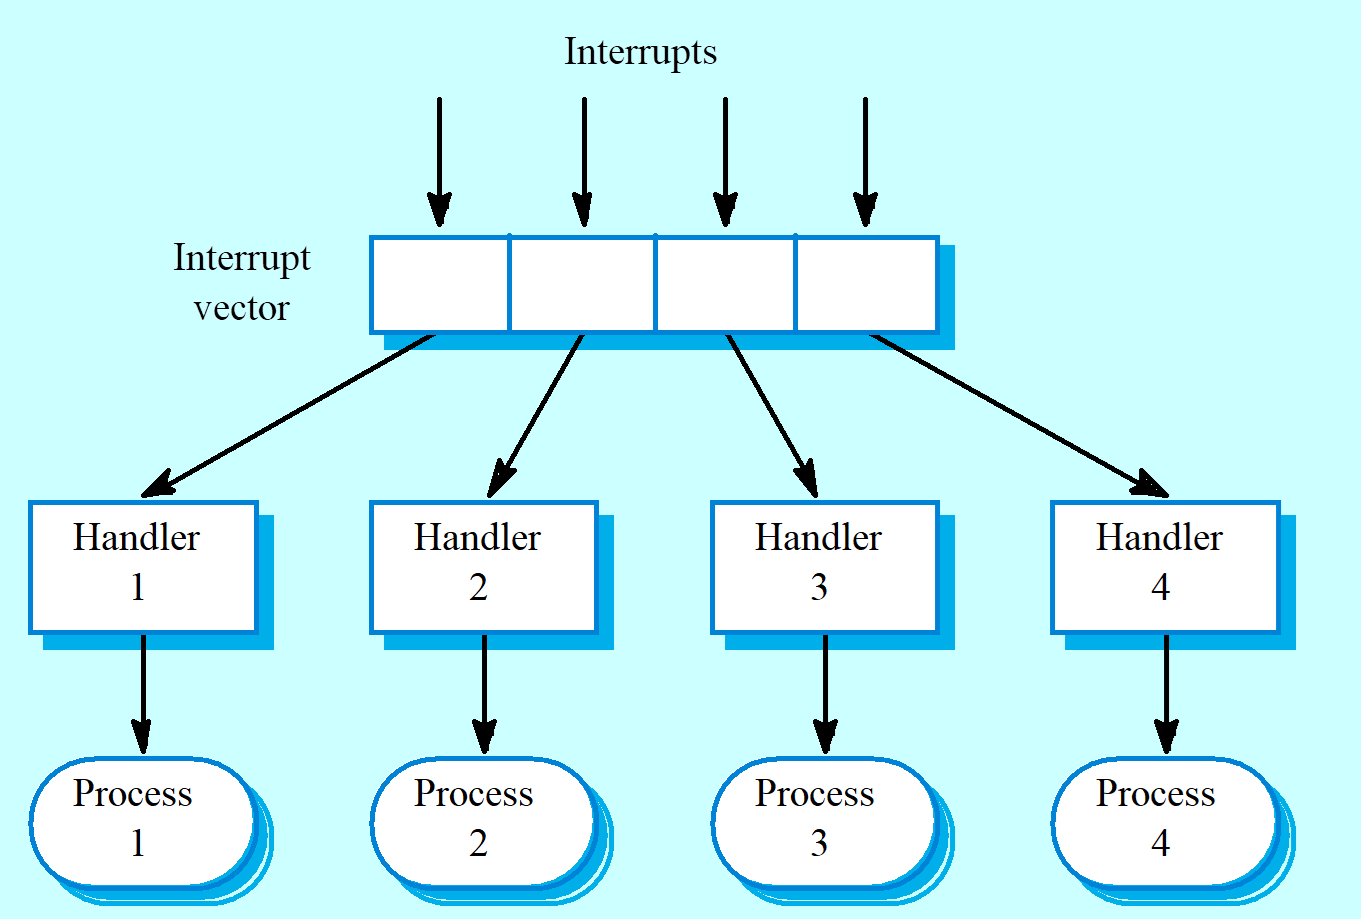 Interrupts
Interrupt
vector
Handler
1
Handler
2
Handler
3
Handler
4
Process
1
Process
2
Process
3
Process
4